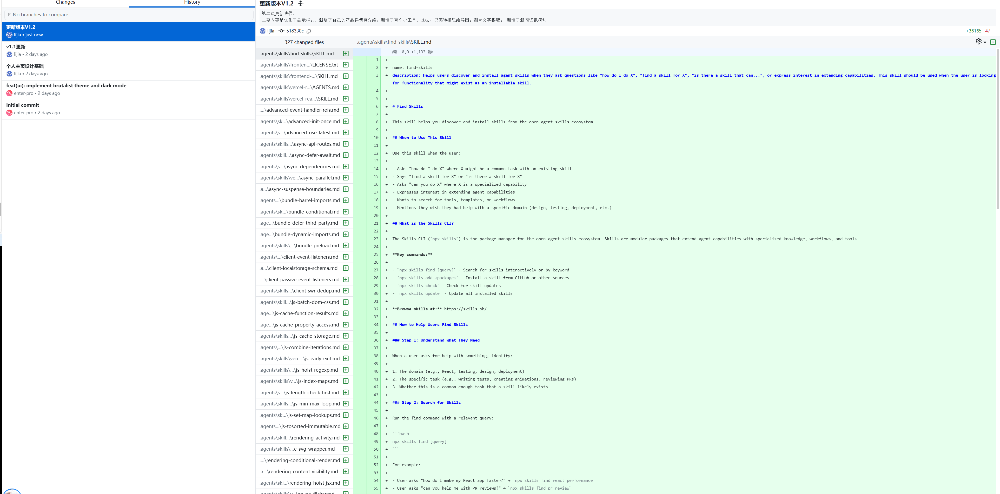 Changes
History
No branches to compare
更新版本V1.2
lijia • just now
v1.1更新
lijia • 2 days ago
个人主页设计基础
lijia • 2 days ago
feat(ui): implement brutalist theme and dark mode
enter-pro • 2 days ago
Initial commit
enter-pro • 2 days ago
更新版本V1.2
第二次更新迭代:
主要内容是优化了显示样式，新增了自己的产品详情页介绍。新增了两个小工具，想法、灵感转换思维导图。图片文字提取。 新增了新闻资讯模块。
lijia 518330c
+36165 -47
327 changed files
.agents\skills\find-skills\SKILL.md
.agents\skills\fronten...\LICENSE.txt
.agents\skills\frontend-...\SKILL.md
.agents\skills\vercel-r...\AGENTS.md
.agents\skills\vercel-rea...\SKILL.md
....\advanced-event-handler-refs.md
.agents\sk...\advanced-init-once.md
.agents\s...\advanced-use-latest.md
.agents\skills...\async-api-routes.md
.agents\skill...\async-defer-await.md
.agents\s...\async-dependencies.md
.agents\skills\ve...\async-parallel.md
.a...\async-suspense-boundaries.md
.agents...\bundle-barrel-imports.md
.agents\sk...\bundle-conditional.md
.age...\bundle-defer-third-party.md
.age...\bundle-dynamic-imports.md
.agents\skills\...\bundle-preload.md
.agents\...\client-event-listeners.md
.a...\client-localstorage-schema.md
....\client-passive-event-listeners.md
.agents\skills...\client-swr-dedup.md
.agents\skill...\js-batch-dom-css.md
.age...\js-cache-function-results.md
.age...\js-cache-property-access.md
.agents\skills...\js-cache-storage.md
.agents\...\js-combine-iterations.md
.agents\skills\verc...\js-early-exit.md
.agents\skills\...\js-hoist-regexp.md
.agents\skills\v...\js-index-maps.md
.agents\s...\js-length-check-first.md
.agents\skills...\js-min-max-loop.md
.agents\sk...\js-set-map-lookups.md
.agents...\js-tosorted-immutable.md
.agents\skill...\rendering-activity.md
.agents\skills\...e-svg-wrapper.md
....\rendering-conditional-render.md
.a...\rendering-content-visibility.md
.agents\ski...\rendering-hoist-jsx.md
.agents\skills\find-skills\SKILL.md
@@ -0,0 +1,133 @@
1 + ---
2 + name: find-skills
3 + description: Helps users discover and install agent skills when they ask questions like "how do I do X", "find a skill for X", "is there a skill that can...", or express interest in extending capabilities. This skill should be used when the user is looking
for functionality that might exist as an installable skill.
4 + ---
5 +
6 + # Find Skills
7 +
8 + This skill helps you discover and install skills from the open agent skills ecosystem.
9 +
10 + ## When to Use This Skill
11 +
12 + Use this skill when the user:
13 +
14 + - Asks "how do I do X" where X might be a common task with an existing skill
15 + - Says "find a skill for X" or "is there a skill for X"
16 + - Asks "can you do X" where X is a specialized capability
17 + - Expresses interest in extending agent capabilities
18 + - Wants to search for tools, templates, or workflows
19 + - Mentions they wish they had help with a specific domain (design, testing, deployment, etc.)
20 +
21 + ## What is the Skills CLI?
22 +
23 + The Skills CLI (`npx skills`) is the package manager for the open agent skills ecosystem. Skills are modular packages that extend agent capabilities with specialized knowledge, workflows, and tools.
24 +
25 + **Key commands:**
26 +
27 + - `npx skills find [query]` - Search for skills interactively or by keyword
28 + - `npx skills add <package>` - Install a skill from GitHub or other sources
29 + - `npx skills check` - Check for skill updates
30 + - `npx skills update` - Update all installed skills
31 +
32 + **Browse skills at:** https://skills.sh/
33 +
34 + ## How to Help Users Find Skills
35 +
36 + ### Step 1: Understand What They Need
37 +
38 + When a user asks for help with something, identify:
39 +
40 + 1. The domain (e.g., React, testing, design, deployment)
41 + 2. The specific task (e.g., writing tests, creating animations, reviewing PRs)
42 + 3. Whether this is a common enough task that a skill likely exists
43 +
44 + ### Step 2: Search for Skills
45 +
46 + Run the find command with a relevant query:
47 +
48 + ```bash
49 + npx skills find [query]
50 + ```
51 +
52 + For example:
53 +
54 + - User asks "how do I make my React app faster?" → `npx skills find react performance`
55 + - User asks "can you help me with PR reviews?" → `npx skills find pr review`